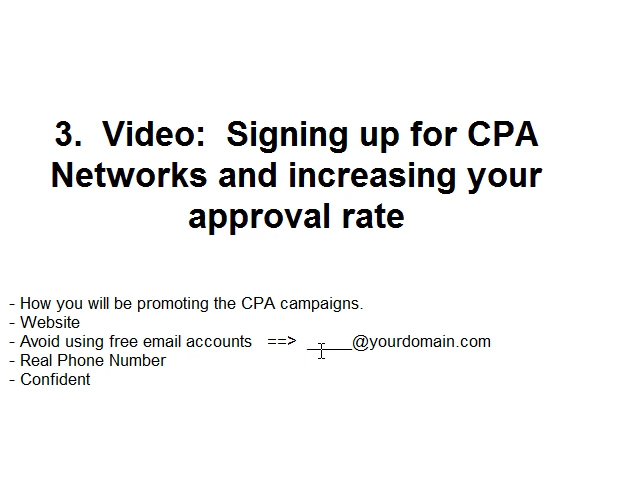 3. Video: Signing up for CPA
Networks and increasing your
approval rate
- How you will be promoting the CPA campaigns.
- Website
- Avoid using free email accounts ==> _____@yourdomain.com
- Real Phone Number
- Confident